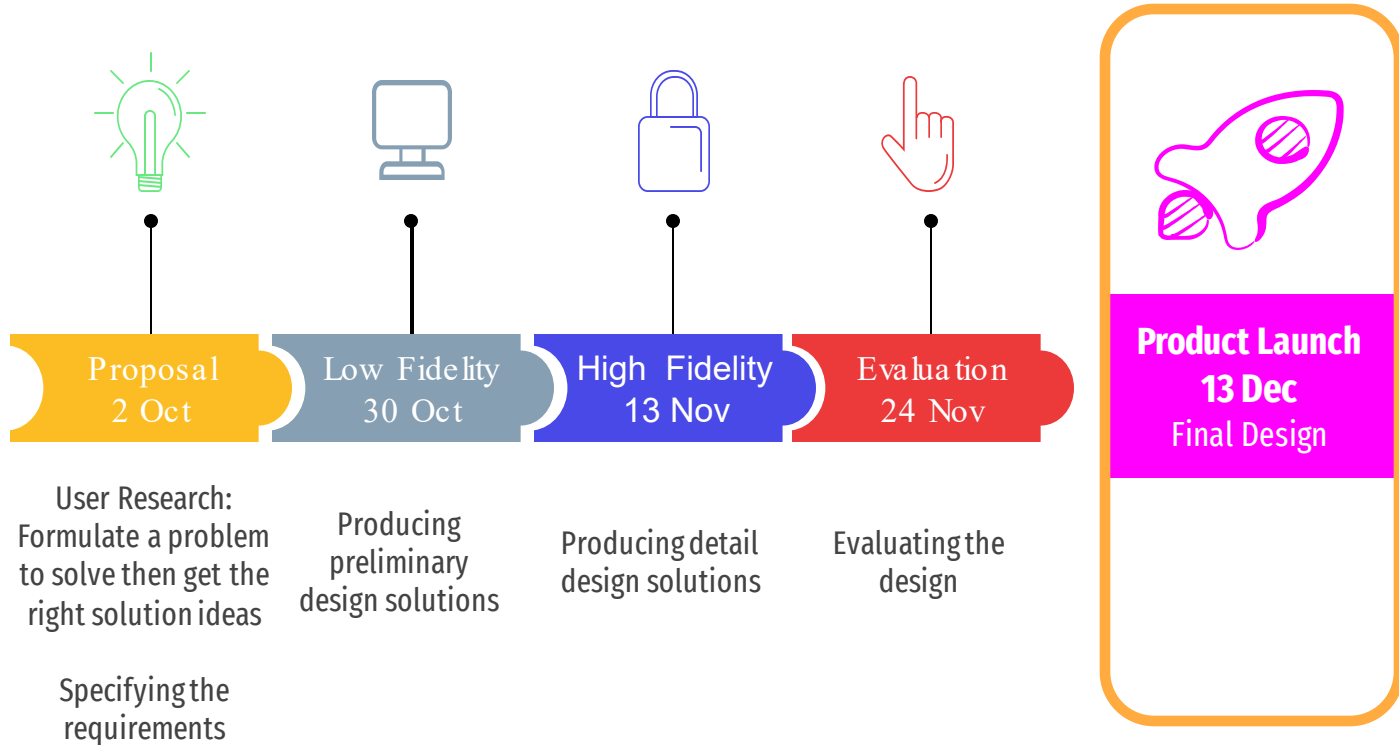 Proposal
2 Oct
Low Fidelity
30 Oct
High Fidelity
13 Nov
Evaluation
24 Nov
Product Launch
13 Dec
Final Design
User Research:
Formulate a problem
to solve then get the
right solution ideas
Specifying the
requirements
Producing
preliminary
design solutions
Producing detail
design solutions
Evaluating the
design